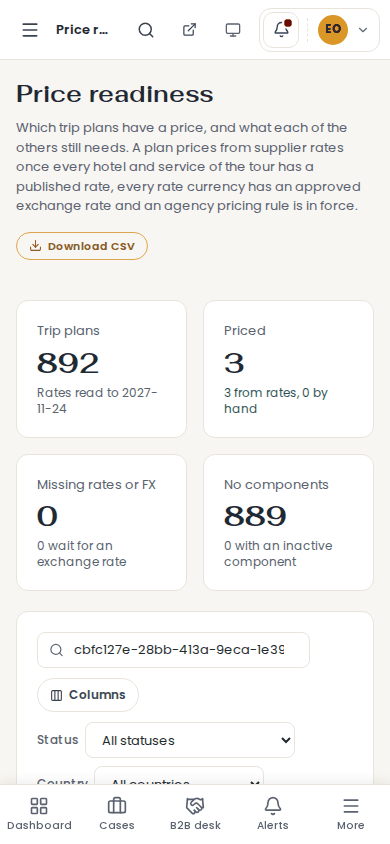 Price r...
EO
Price readiness
Which trip plans have a price, and what each of the
others still needs. A plan prices from supplier rates
once every hotel and service of the tour has a
published rate, every rate currency has an approved
exchange rate and an agency pricing rule is in force.
Download CSV
Trip plans
892
Rates read to 2027-
11-24
Priced
3
3 from rates, 0 by
hand
Missing rates or FX
0
0 wait for an
exchange rate
No components
889
0 with an inactive
component
cbfc127e-28bb-413a-9eca-1e39
Columns
Status
All statuses
Country
All countries
Dashboard
Cases
B2B desk
Alerts
More